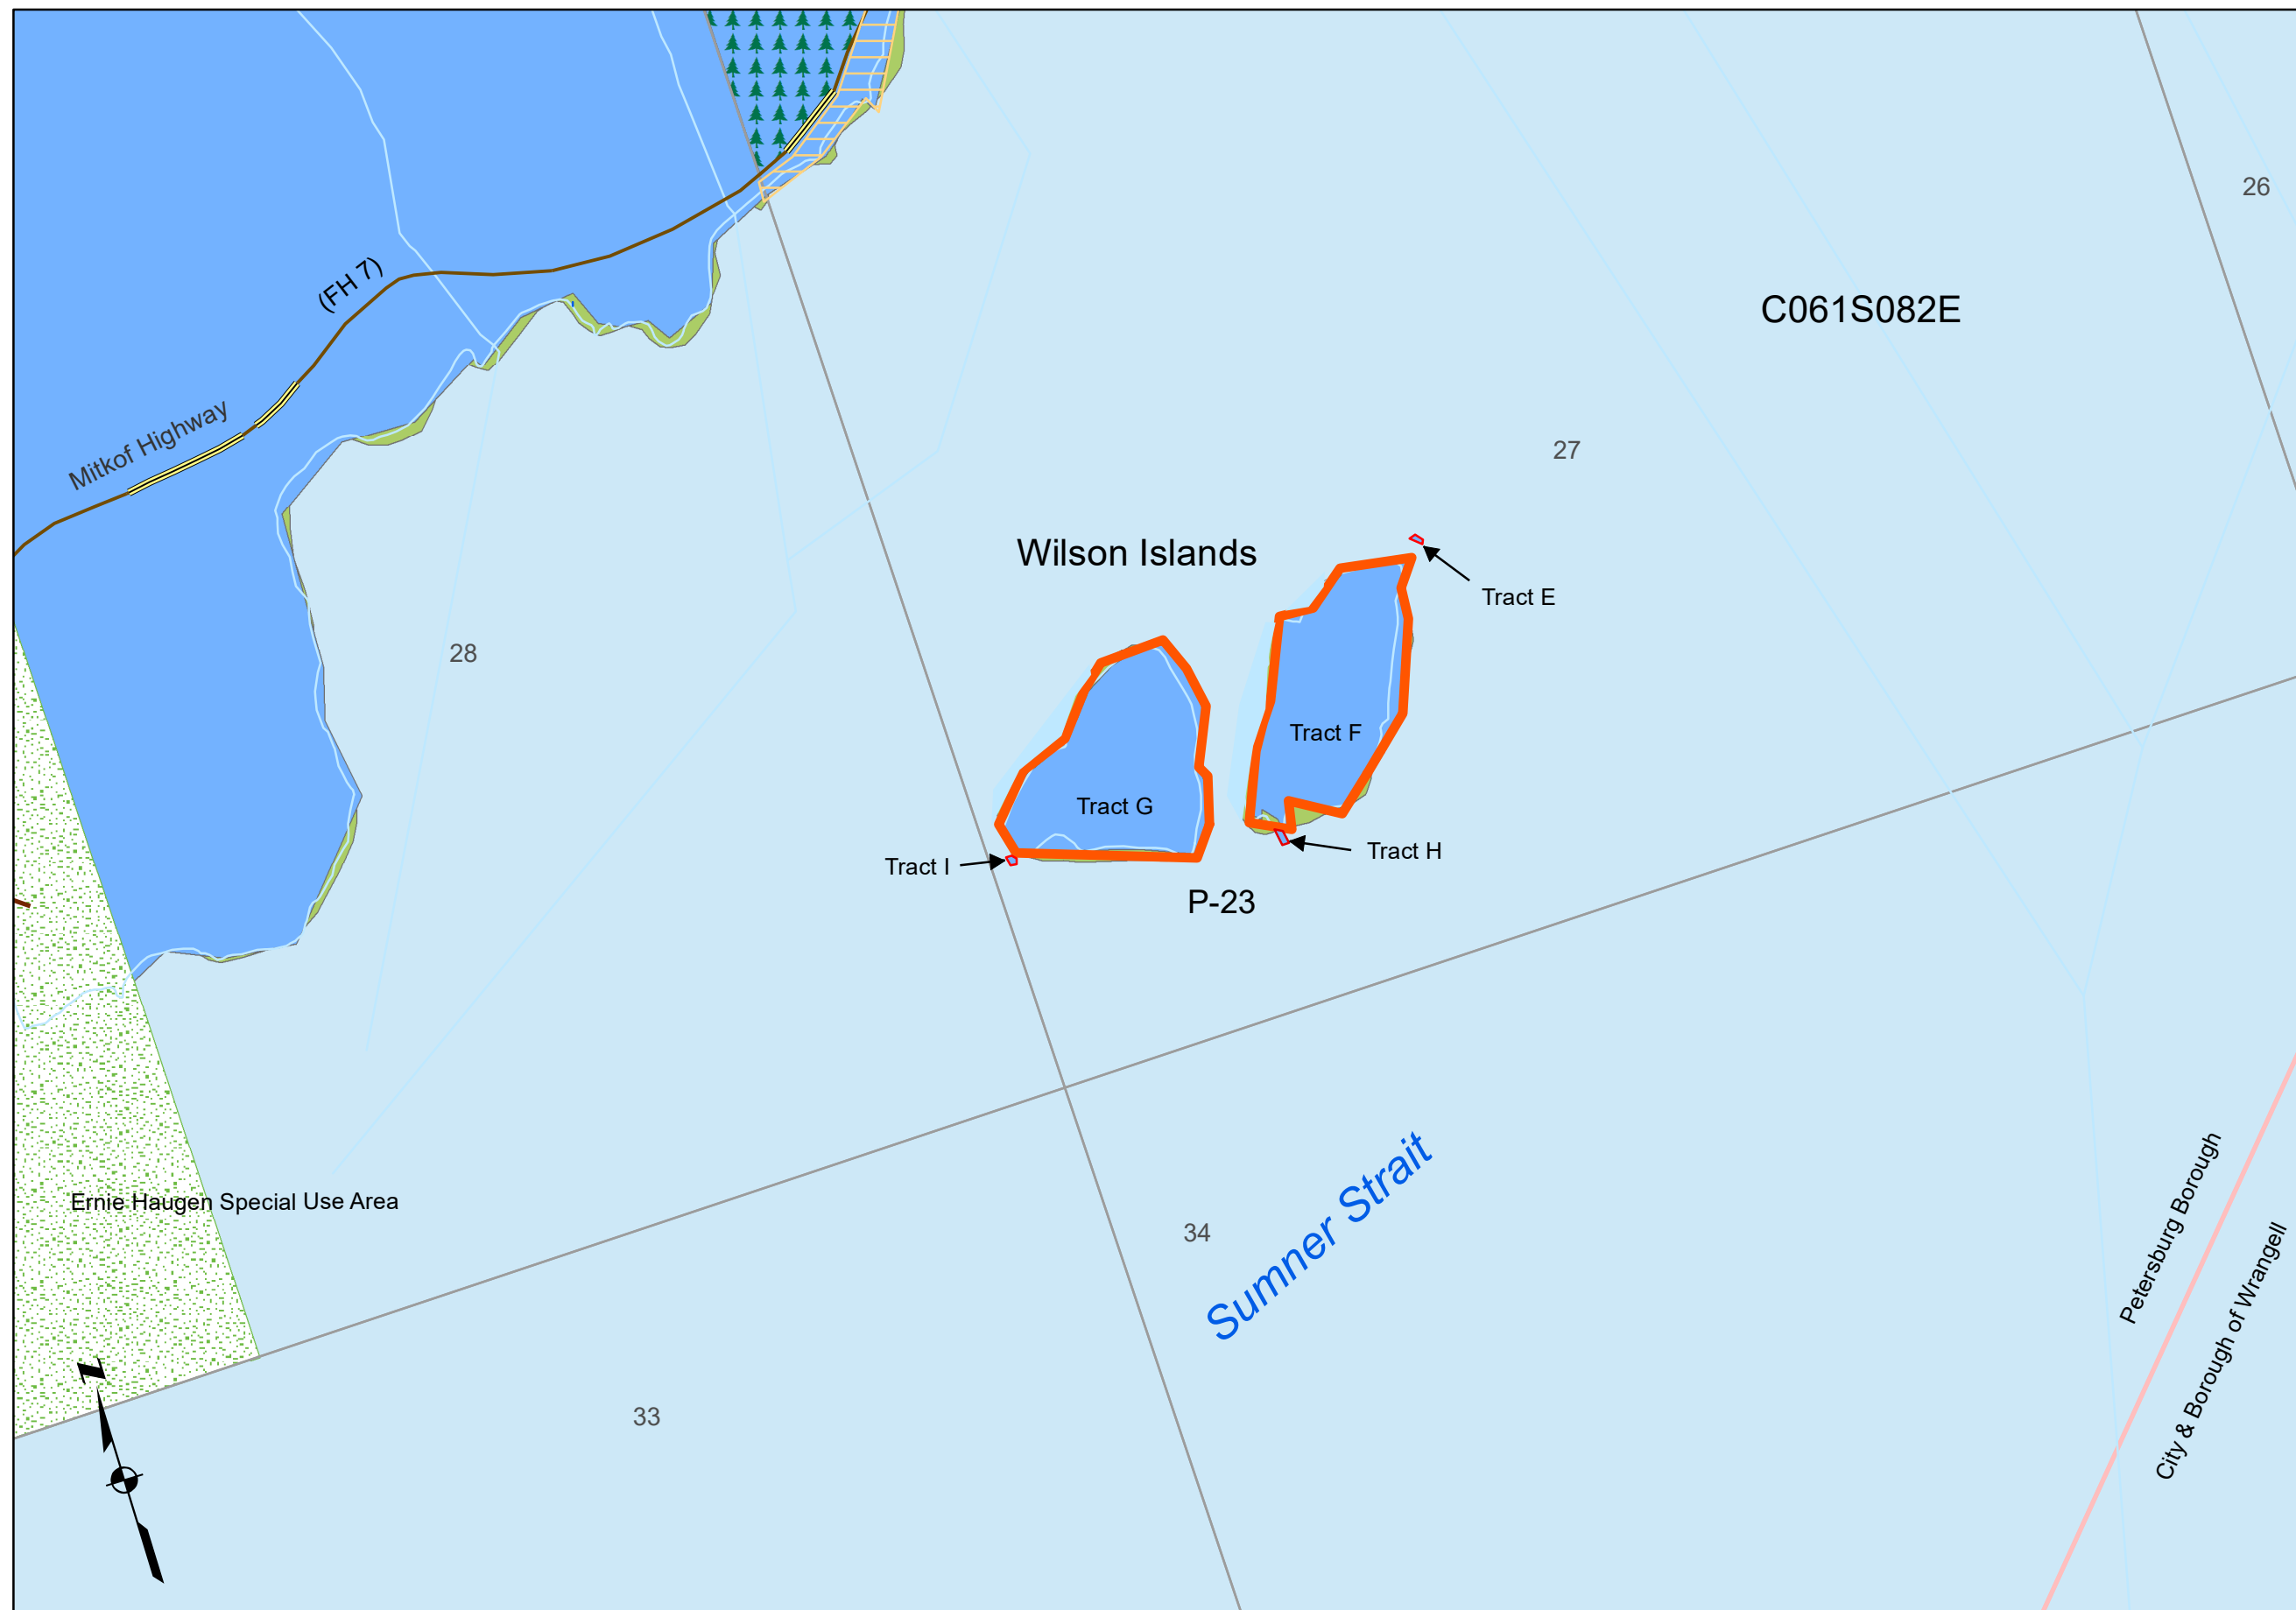 26
(FH 7)
C061S082E
Mitkof Highway
27
Wilson Islands
Tract E
28
Tract F
Tract G
Tract H
Tract I
P-23
Ernie Haugen Special Use Area
34
Sumner Strait
Petersburg Borough
City & Borough of Wrangell
N
33